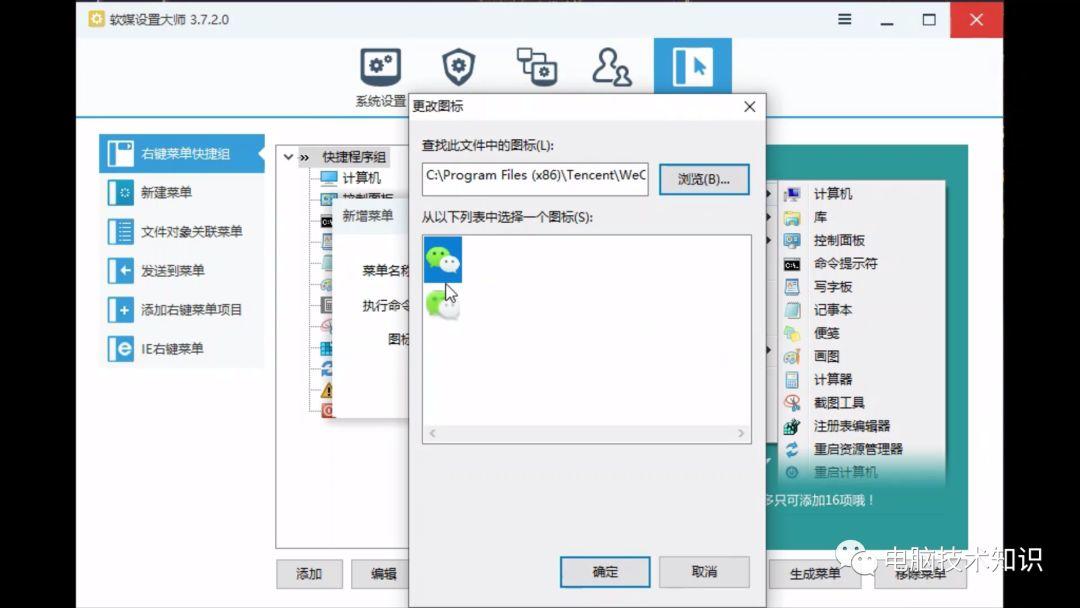 软媒设置大师 3.7.2.0
系统设置
更改图标
右键菜单快捷组
新建菜单
文件对象关联菜单
发送到菜单
添加右键菜单项目
IE右键菜单
快捷程序组
计算机
新增菜单
菜单名称
执行命令
图标
查找此文件中的图标(L):
C:\Program Files (x86)\Tencent\WeC
浏览(B)...
从以下列表中选择一个图标(S):
计算机
库
控制面板
命令提示符
写字板
记事本
便笺
画图
计算器
截图工具
注册表编辑器
重启资源管理器
重启计算机
多只可添加16项哦！
添加
编辑
确定
取消
生成菜单
移除菜单
电脑技术知识